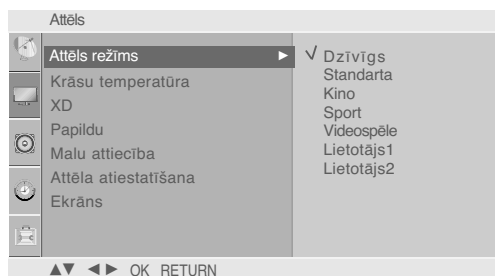 Attēls
Attēls režīms
Krāsu temperatūra
XD
Papildu
Malu attiecība
Attēla atiestatīšana
Ekrāns
Dzīvīgs
Standarta
Kino
Sport
Videospēle
Lietotājs1
Lietotājs2
OK RETURN